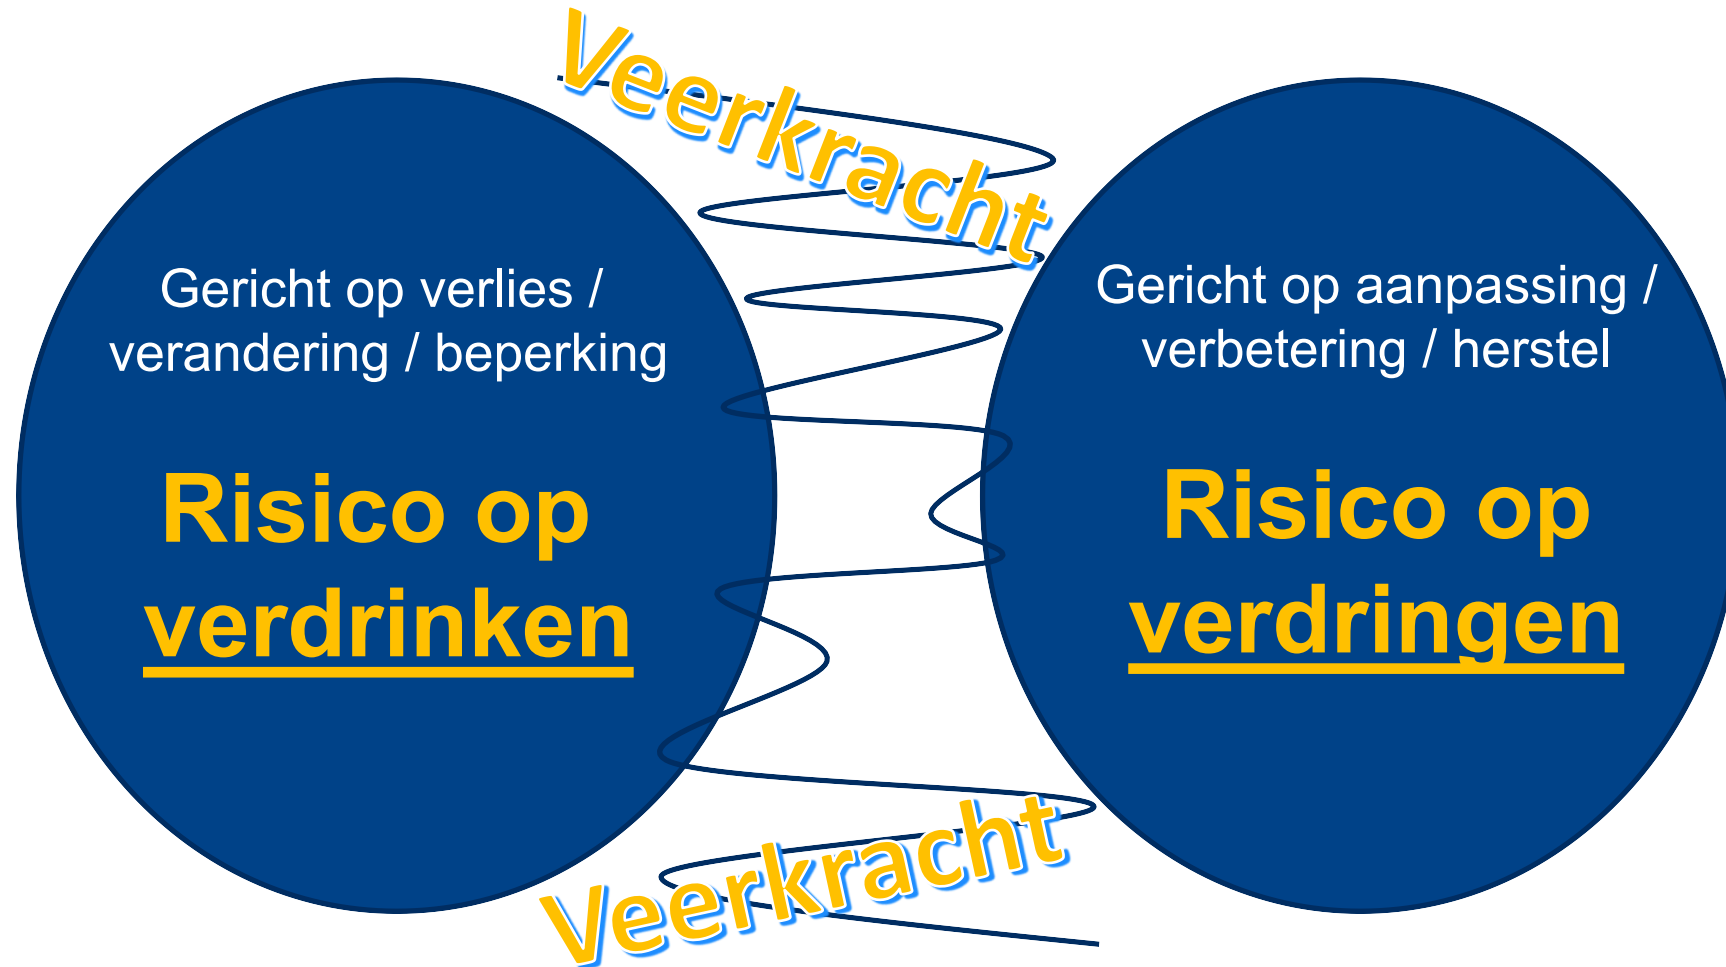 Veerkracht
Gericht op verlies /
verandering / beperking
Risico op
verdrinken
Gericht op aanpassing /
verbetering / herstel
Risico op
verdringen
Veerkracht